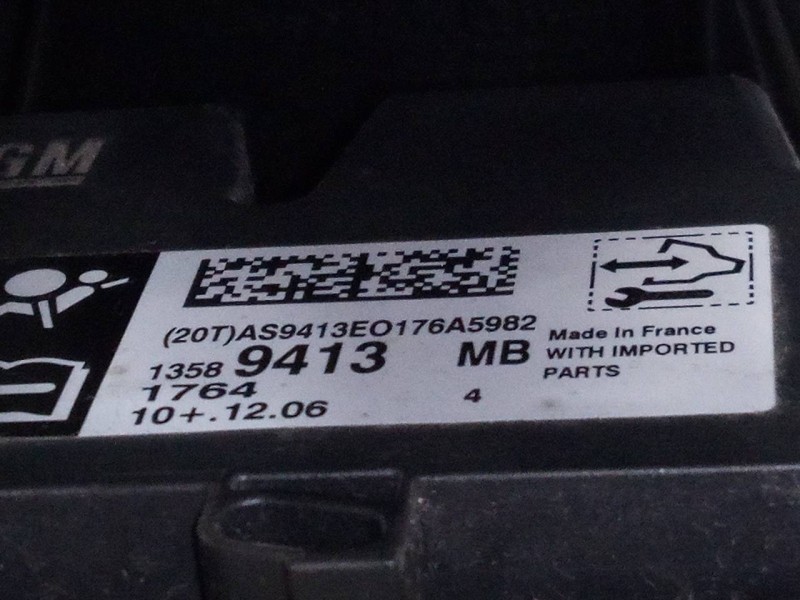 GM
(20T)AS9413EO176A5982
1358 9413 MB
1764
4
10+.12.06
Made In France
WITH IMPORTED
PARTS